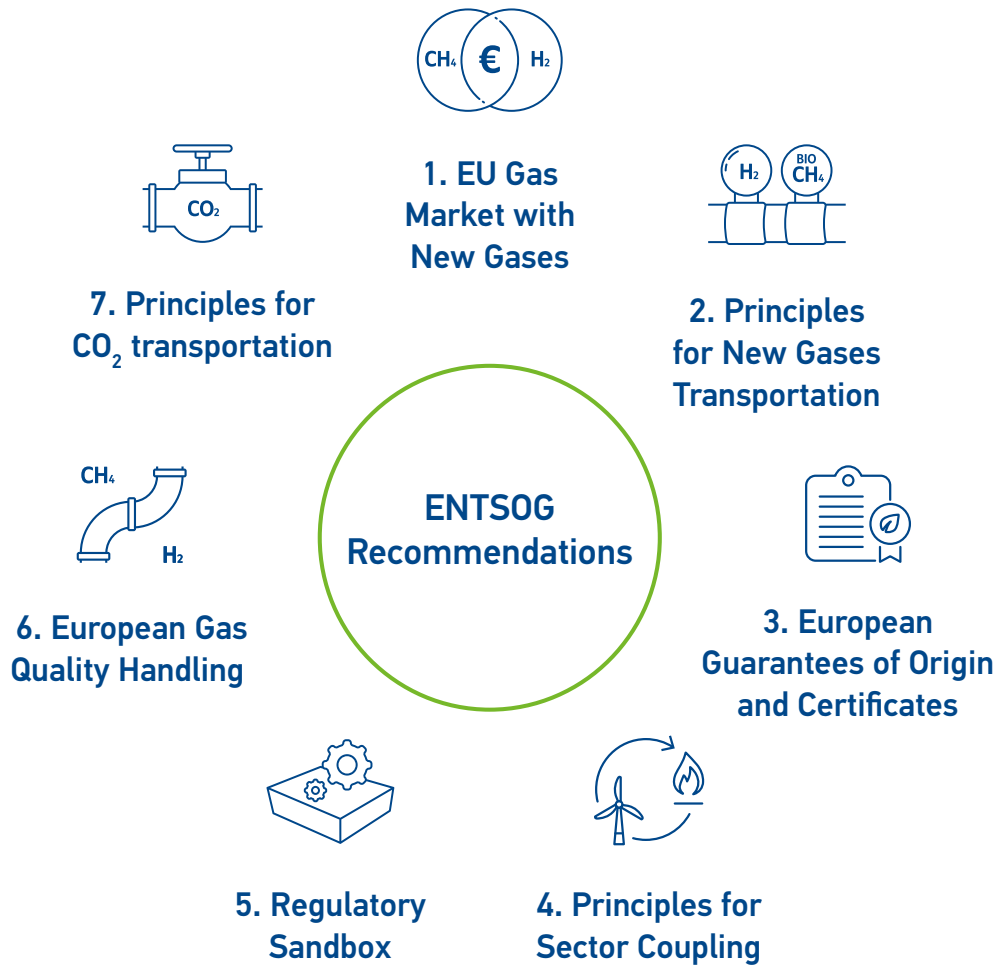 CH₄ € H₂
1. EU Gas
Market with
New Gases
H₂
BIO
CH₄
2. Principles
for New Gases
Transportation
3. European
Guarantees of Origin
and Certificates
4. Principles for
Sector Coupling
5. Regulatory
Sandbox
CH₄
H₂
6. European Gas
Quality Handling
CO₂
7. Principles for
CO₂ transportation
ENTSOG
Recommendations